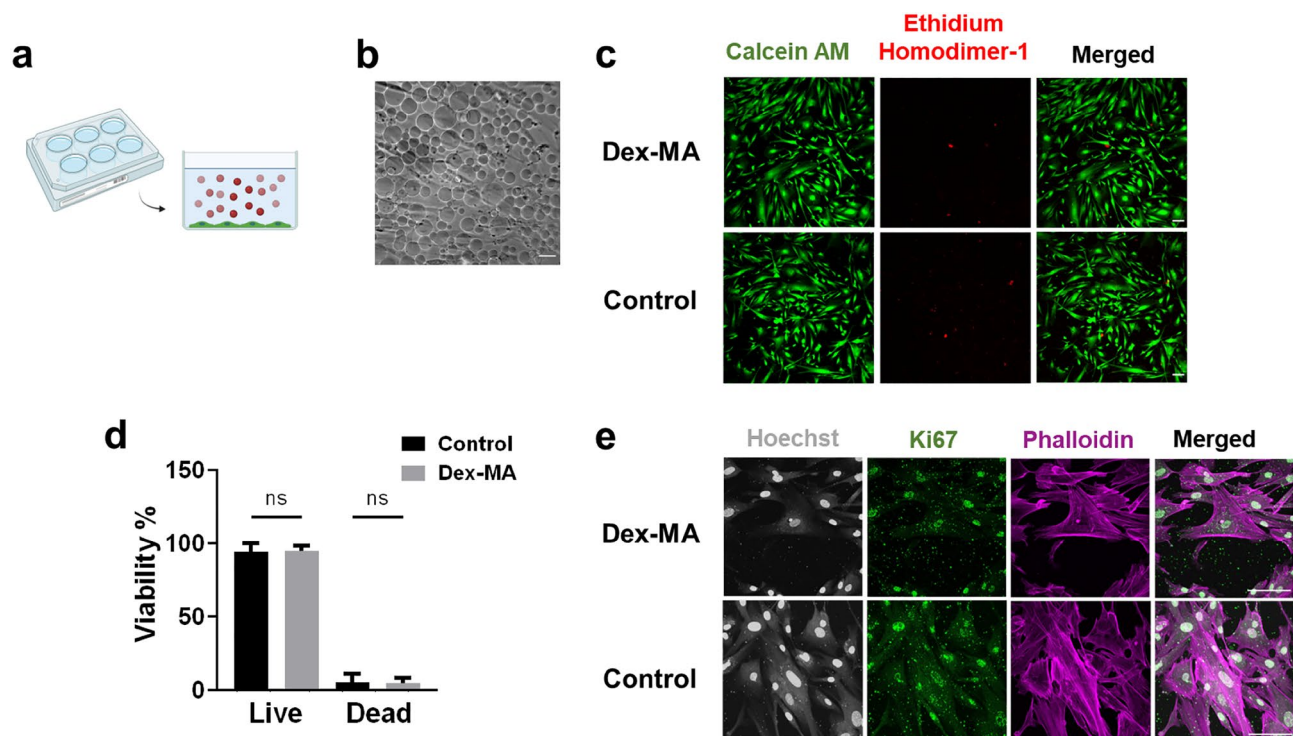 a
b
c
Calcein AM
Ethidium
Homodimer-1
Merged
Dex-MA
Control
d
Control
Dex-MA
Viability %
150
100
50
0
ns
ns
Live
Dead
e
Hoechst
Ki67
Phalloidin
Merged
Dex-MA
Control